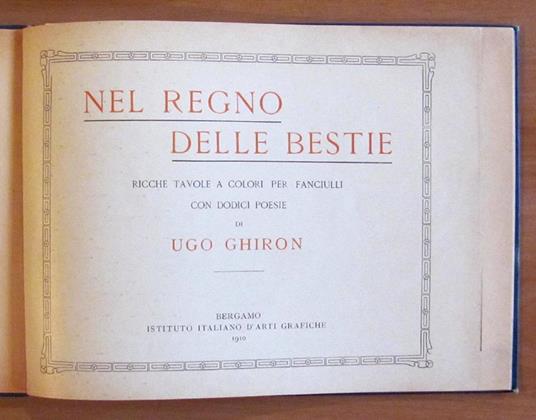 NEL REGNO
DELLE BESTIE
RICCHE TAVOLE A COLORI PER FANCIULLI
CON DODICI POESIE
DI
UGO GHIRON
BERGAMO
ISTITUTO ITALIANO D'ARTI GRAFICHE
1910